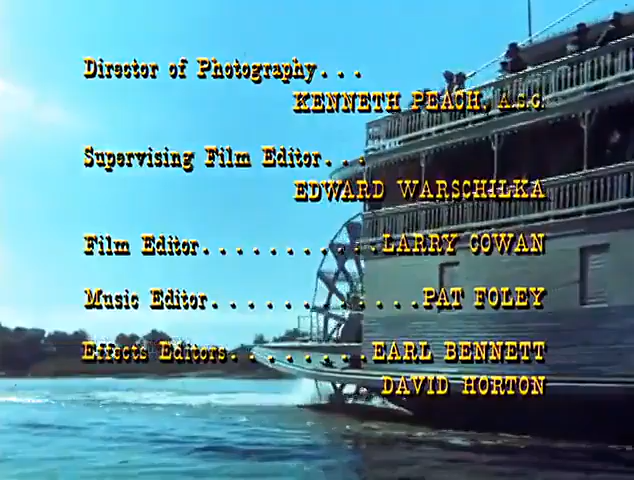 Director of Photography...
KENNETH PEACH, A.S.C.
Supervising Film Editor...
EDWARD WARSCHILKA
Film Editor...........LARRY COWAN
Music Editor............PAT FOLEY
Effects Editors........EARL BENNETT
DAVID HORTON